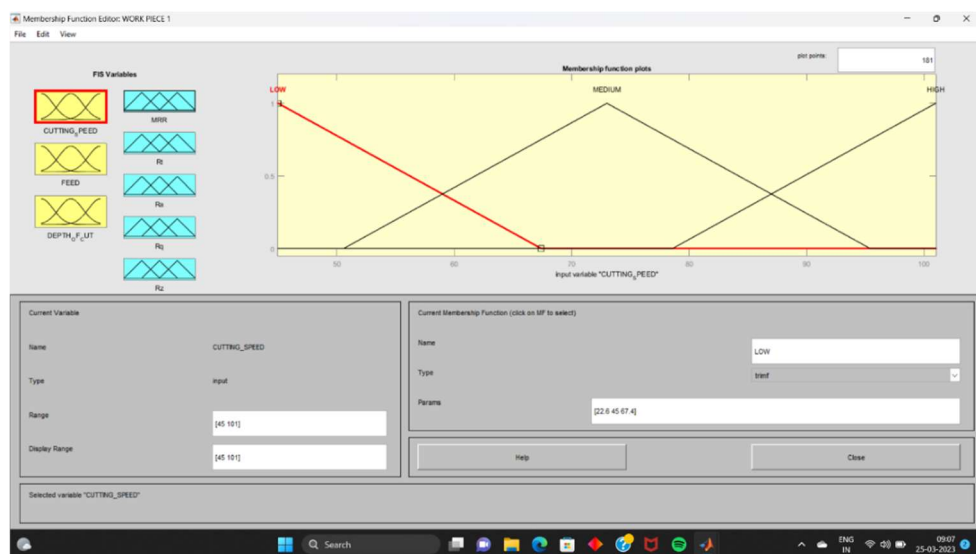 Membership Function Editor: WORK PIECE 1
File Edit View
FIS Variables
CUTTING_SPEED
FEED
DEPTH_OF_CUT
MRR
Rt
Ra
Rq
Rz
plot points:
181
Membership function plots
LOW
MEDIUM
HIGH
1
0.5
0
50
60
70
80
90
100
input variable "CUTTING_SPEED"
Current Variable
Name
CUTTING_SPEED
Type
input
Range
[45 101]
Display Range
[45 101]
Current Membership Function (click on MF to select)
Name
LOW
Type
trimf
Params
[22.6 45 67.4]
Help
Close
Selected variable "CUTTING_SPEED"
Search
ENG
IN
09:07
25-03-2023